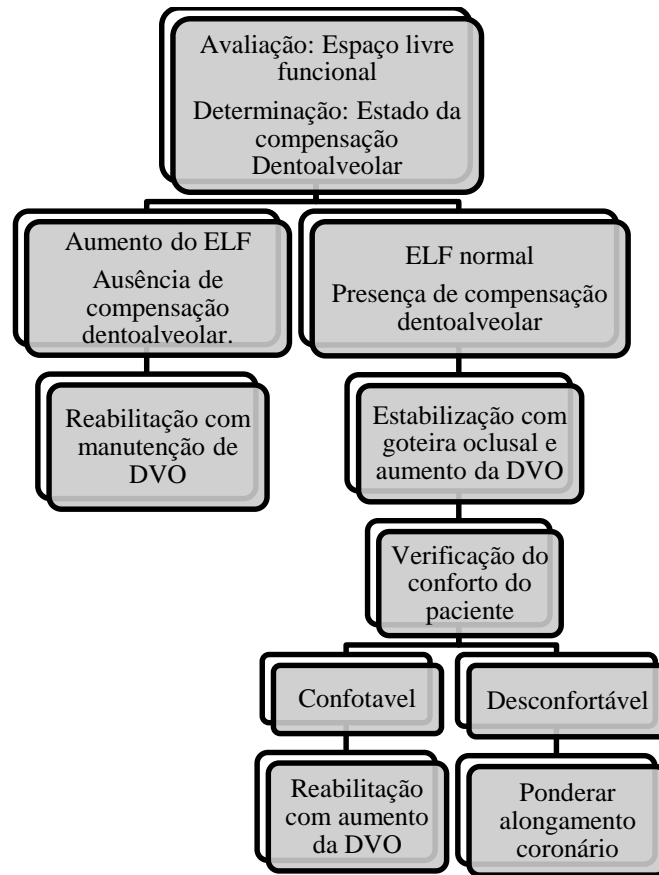 Avaliação: Espaço livre
funcional
Determinação: Estado da
compensação
Dentoalveolar
Aumento do ELF
Ausência de
compensação
dentoalveolar.
ELF normal
Presença de compensação
dentoalveolar
Reabilitação com
manutenção de
DVO
Estabilização com
goteira oclusal e
aumento da DVO
Verificação do
conforto do
paciente
Confotavel
Desconfortável
Reabilitação
com aumento
da DVO
Ponderar
alongamento
coronário